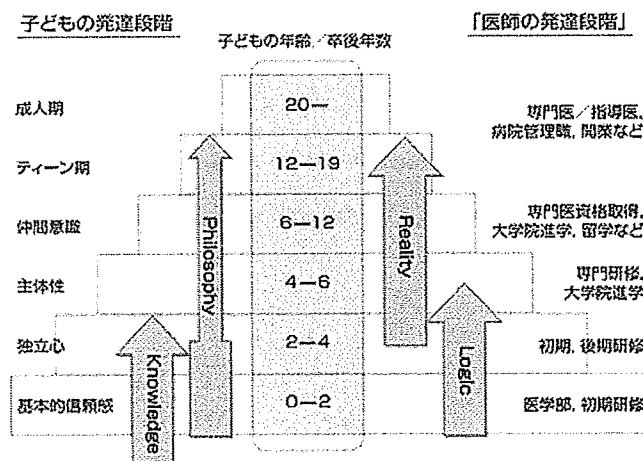 子どもの発達段階
子どもの年齢／卒後年数
「医師の発達段階」
成人期
20—
専門医／指導医,
病院管理職, 開業など
ティーン期
12—19
仲間意識
6—12
専門医資格取得,
大学院進学, 留学など
主体性
4—6
専門研修,
大学院進学
独立心
2—4
初期, 後期研修
基本的信頼感
0—2
医学部, 初期研修
Knowledge
Philosophy
Reality
Logic